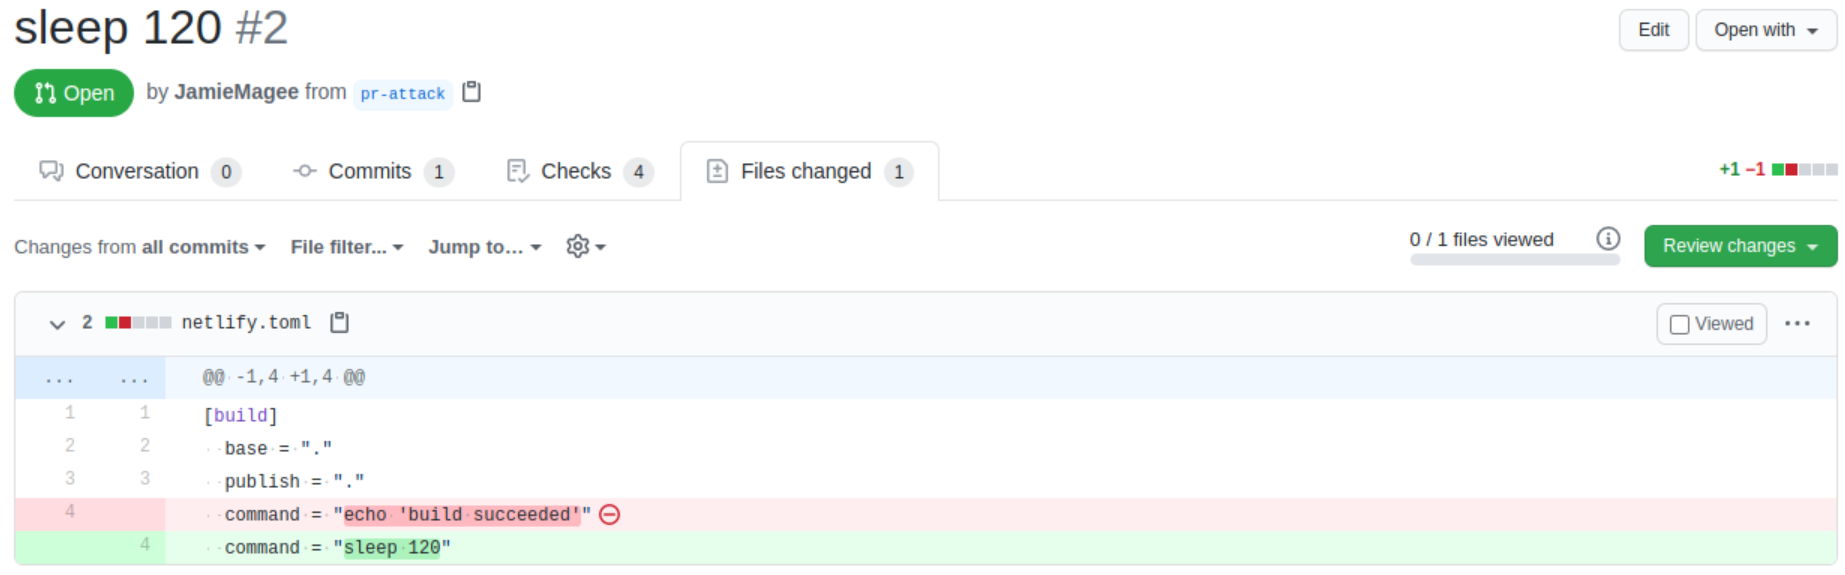 sleep 120 #2
Edit
Open with
Open by JamieMagee from pr-attack
Conversation 0
Commits 1
Checks 4
Files changed 1
+1 −1
Changes from all commits
File filter...
Jump to...
0 / 1 files viewed
Review changes
2 netlify.toml
Viewed
... ... @@ -1,4 +1,4 @@
1 1 [build]
2 2 base = "."
3 3 publish = "."
4 command = "echo 'build succeeded'"
4 command = "sleep 120"